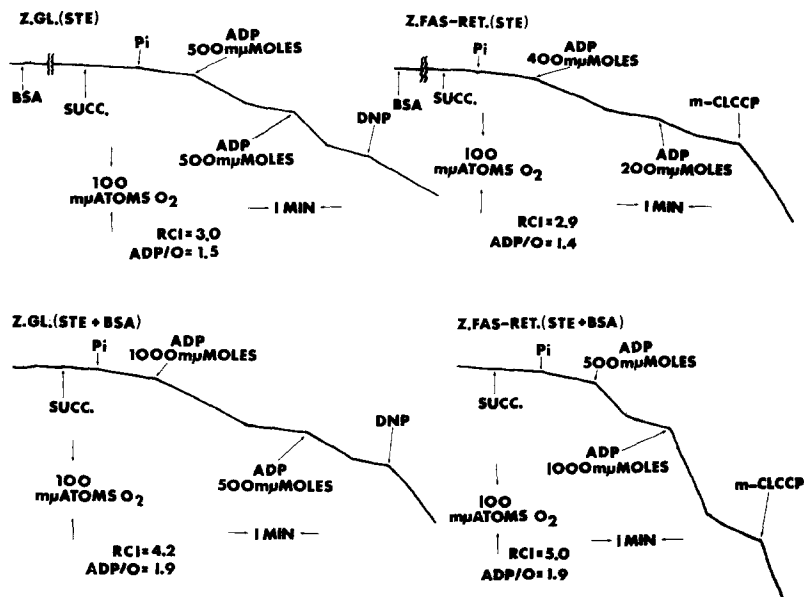 Z.GL.(STE)
Pi
ADP
500mµMOLES
BSA
SUCC.
ADP
500mµMOLES
DNP
100
mµATOMS O2
1 MIN
RCI=3.0
ADP/O=1.5
Z.FAS-RET.(STE)
Pi
ADP
400mµMOLES
BSA
SUCC.
m-CLCCP
ADP
200mµMOLES
100
mµATOMS O2
1 MIN
RCI=2.9
ADP/O=1.4
Z.GL.(STE+BSA)
Pi
ADP
1000mµMOLES
SUCC.
DNP
ADP
500mµMOLES
100
mµATOMS O2
1 MIN
RCI=4.2
ADP/O=1.9
Z.FAS-RET.(STE+BSA)
Pi
ADP
500mµMOLES
SUCC.
ADP
1000mµMOLES
m-CLCCP
100
mµATOMS O2
1 MIN
RCI=5.0
ADP/O=1.9